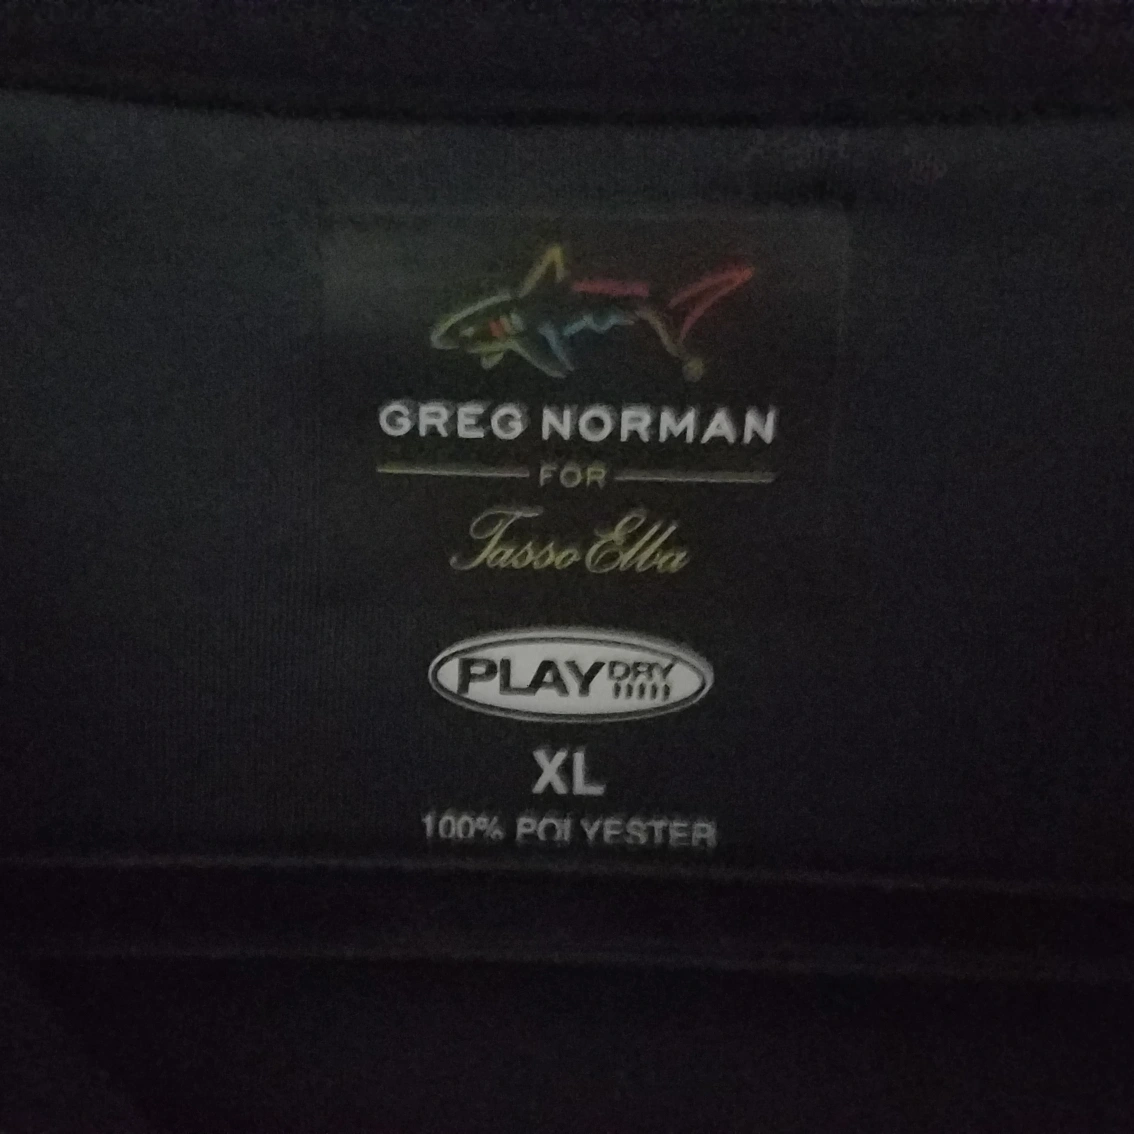 GREG NORMAN
FOR
Tasso Elba
PLAY DRY
XL
100% POLYESTER